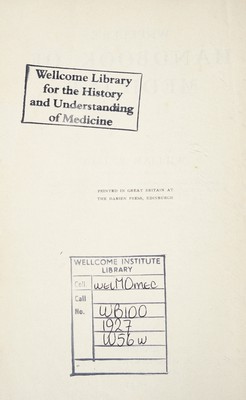 Wellcome Library
for the History
and Understanding
of Medicine
PRINTED IN GREAT BRITAIN AT
THE DARIEN PRESS, EDINBURGH
WELLCOME INSTITUTE
LIBRARY
Coll. WELMOmec
Call
No. WB100
1927
W56w